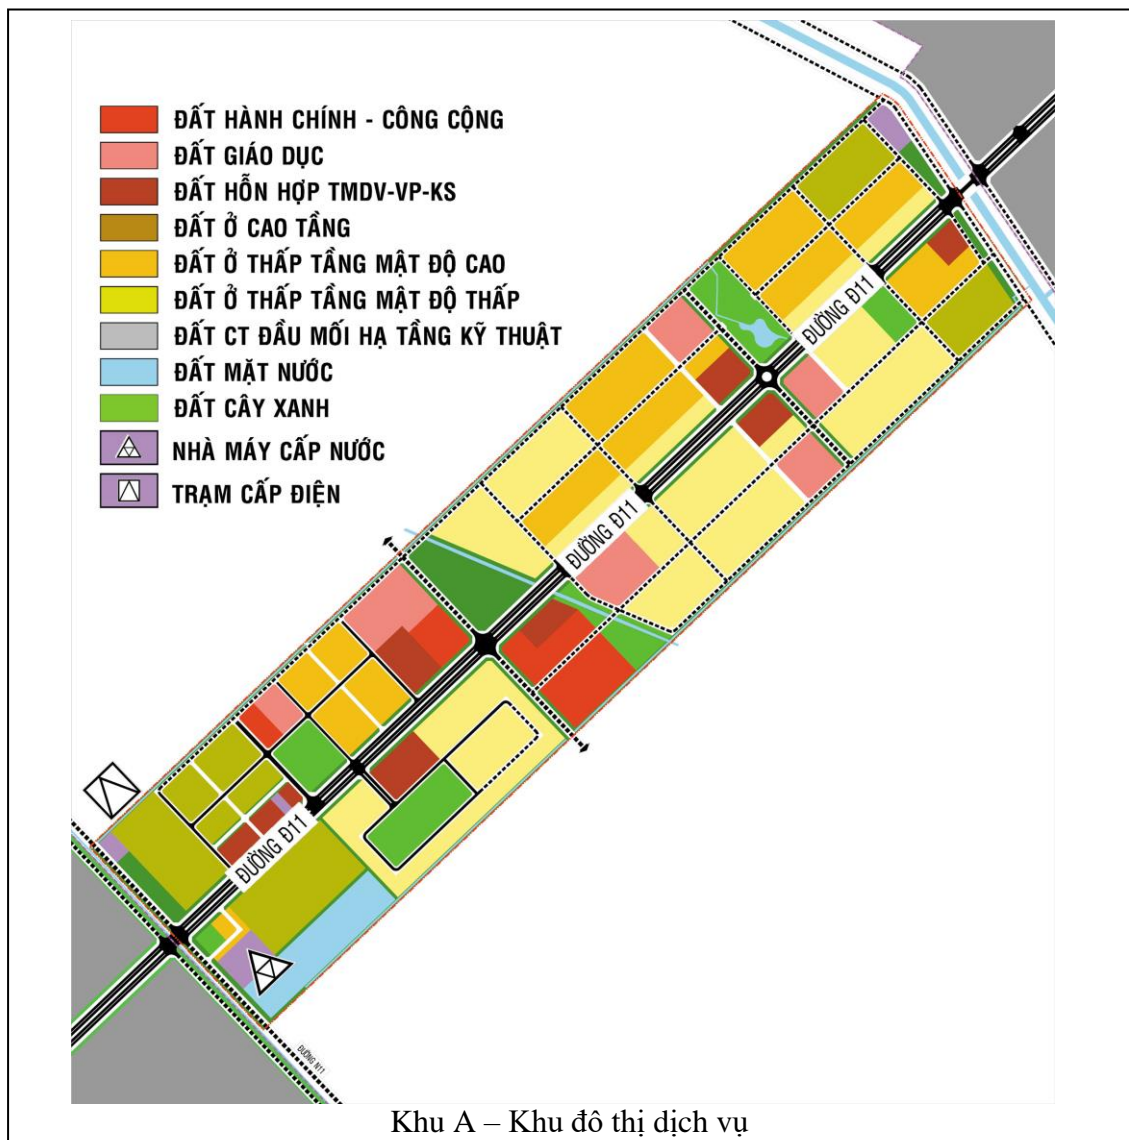 ĐẤT HÀNH CHÍNH - CÔNG CỘNG
ĐẤT GIÁO DỤC
ĐẤT HỖN HỢP TMDV-VP-KS
ĐẤT Ở CAO TẦNG
ĐẤT Ở THẤP TẦNG MẬT ĐỘ CAO
ĐẤT Ở THẤP TẦNG MẬT ĐỘ THẤP
ĐẤT CT ĐẦU MỐI HẠ TẦNG KỸ THUẬT
ĐẤT MẶT NƯỚC
ĐẤT CÂY XANH
NHÀ MÁY CẤP NƯỚC
TRẠM CẤP ĐIỆN
ĐƯỜNG Đ11
ĐƯỜNG Đ11
ĐƯỜNG Đ11
ĐƯỜNG N11
Khu A – Khu đô thị dịch vụ